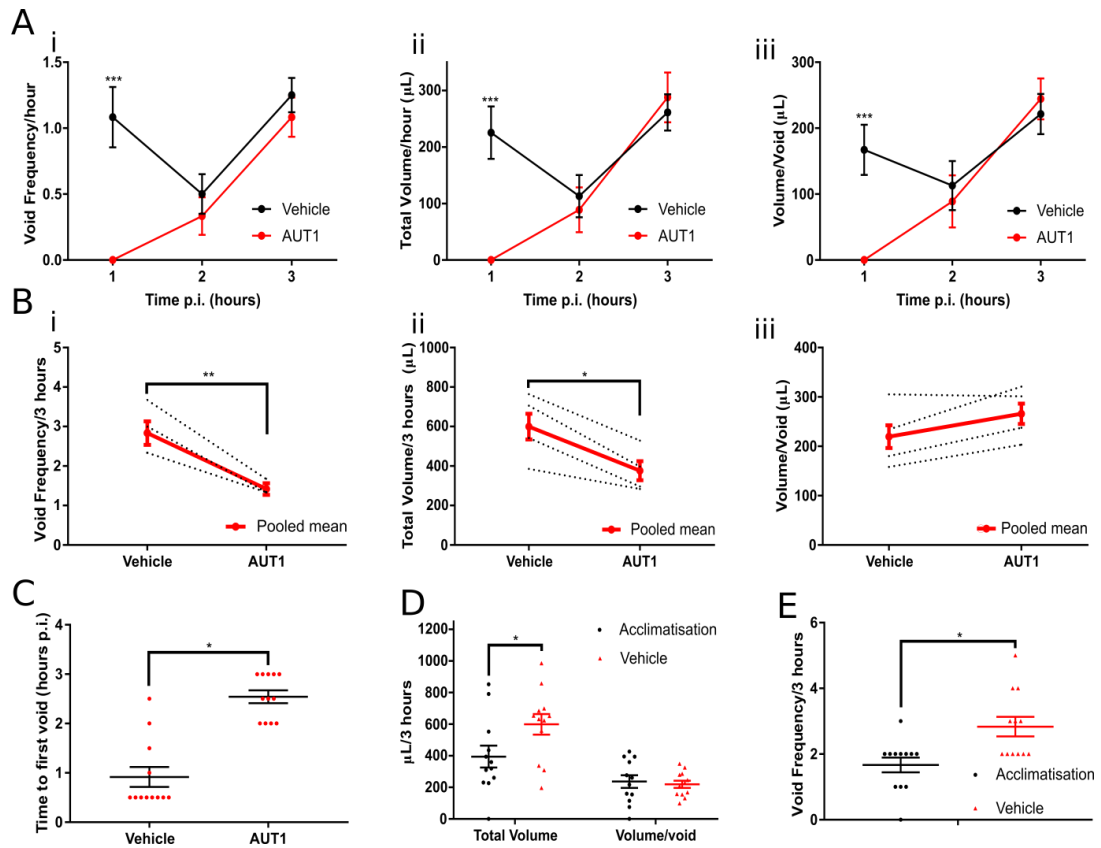 A
i
Void Frequency/hour
1.5
1.0
0.5
0.0
***
Vehicle
AUT1
1 2 3
Time p.i. (hours)
ii
Total Volume/hour (μL)
300
200
100
0
***
Vehicle
AUT1
1 2 3
Time p.i. (hours)
iii
Volume/Void (μL)
300
200
100
0
***
Vehicle
AUT1
1 2 3
Time p.i. (hours)
B
i
Void Frequency/3 hours
5
4
3
2
1
0
**
Pooled mean
Vehicle AUT1
ii
Total Volume/3 hours (μL)
1000
800
600
400
200
0
*
Pooled mean
Vehicle AUT1
iii
Volume/Void (μL)
400
300
200
100
0
Pooled mean
Vehicle AUT1
C
Time to first void (hours p.i.)
4
3
2
1
0
*
Vehicle AUT1
D
μL/3 hours
1200
1000
800
600
400
200
0
*
Acclimatisation
Vehicle
Total Volume Volume/void
E
Void Frequency/3 hours
6
4
2
0
*
Acclimatisation
Vehicle